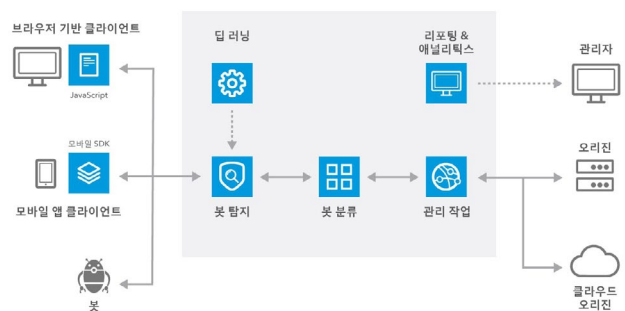 브라우저 기반 클라이언트
JavaScript
모바일 SDK
모바일 앱 클라이언트
봇
딥 러닝
리포팅 &
애널리틱스
봇 탐지
봇 분류
관리 작업
관리자
오리진
클라우드
오리진